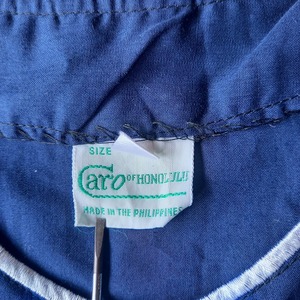 SIZE
Caro OF HONOLULU
MADE IN THE PHILIPPINES